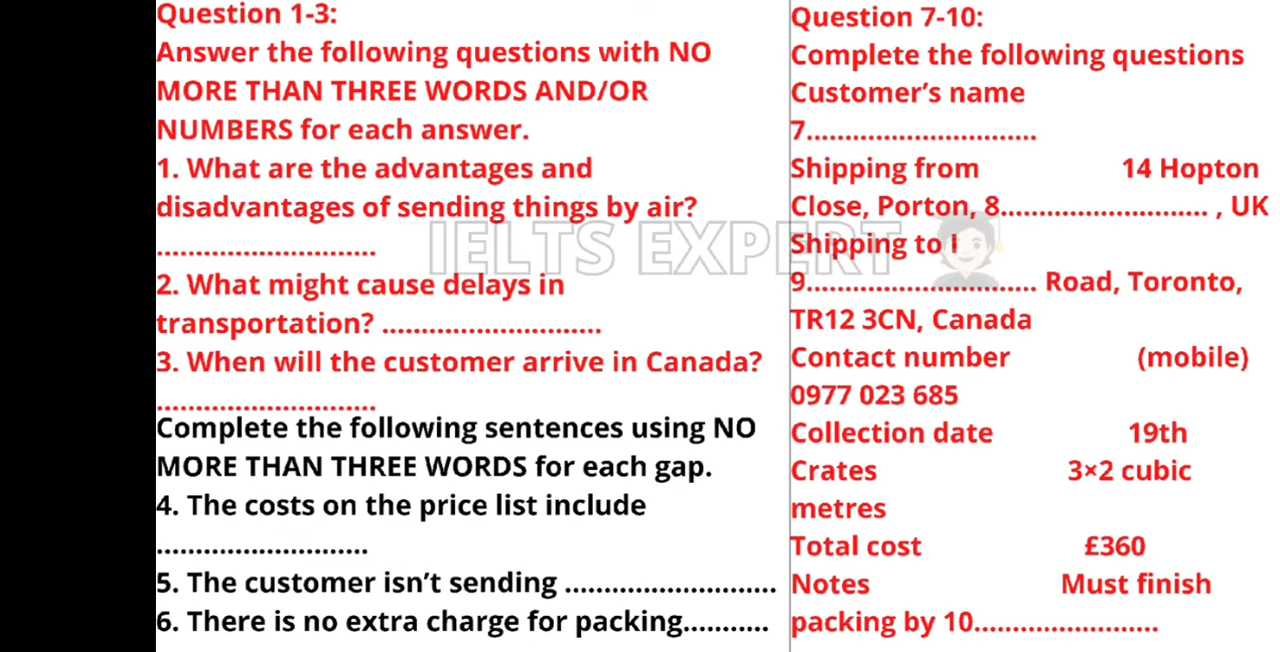 Question 1-3:
Answer the following questions with NO
MORE THAN THREE WORDS AND/OR
NUMBERS for each answer.
1. What are the advantages and
disadvantages of sending things by air?
............................
2. What might cause delays in
transportation? ............................
3. When will the customer arrive in Canada?
............................
Complete the following sentences using NO
MORE THAN THREE WORDS for each gap.
4. The costs on the price list include
...........................
5. The customer isn't sending ...........................
6. There is no extra charge for packing...........
Question 7-10:
Complete the following questions
Customer's name
7..............................
Shipping from 14 Hopton
Close, Porton, 8........................... , UK
Shipping to I
9.............................. Road, Toronto,
TR12 3CN, Canada
Contact number (mobile)
0977 023 685
Collection date 19th
Crates 3×2 cubic
metres
Total cost £360
Notes Must finish
packing by 10........................
IELTS EXPERT